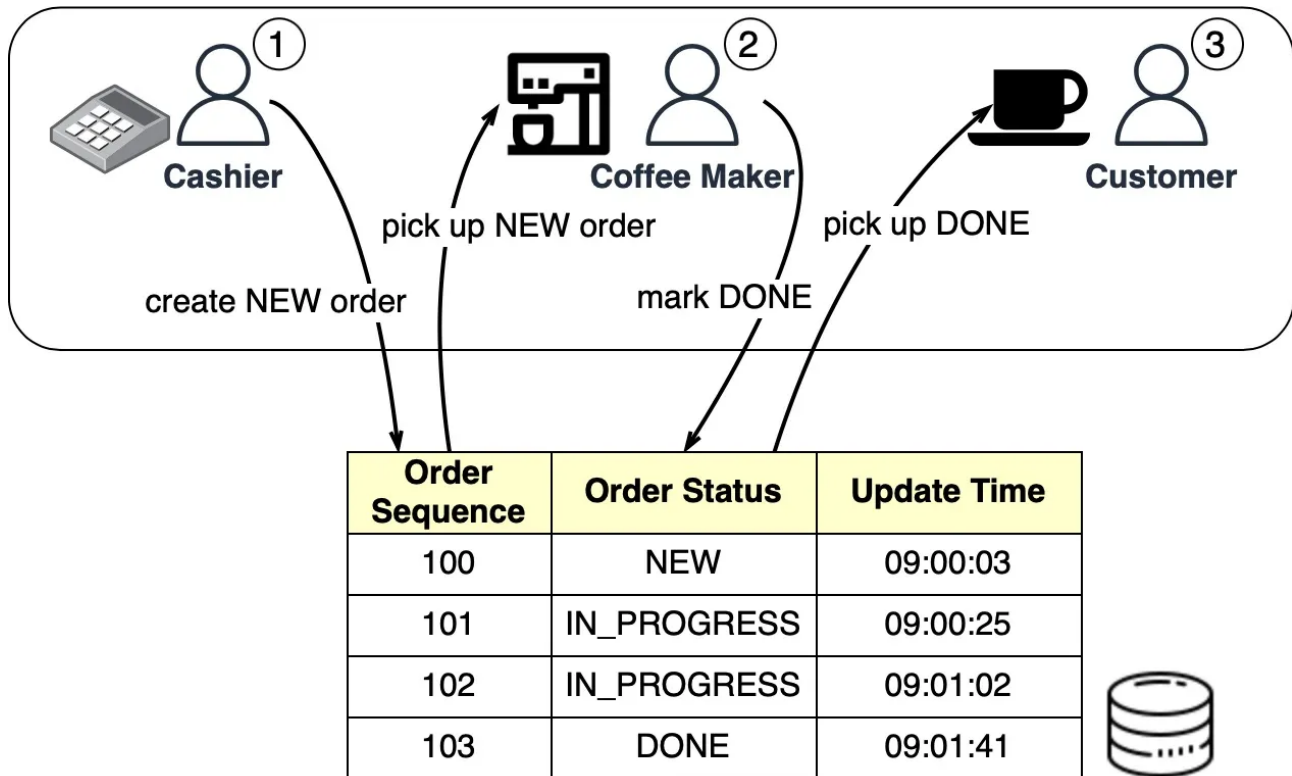 1
2
3
Cashier
Coffee Maker
Customer
pick up NEW order
pick up DONE
create NEW order
mark DONE
Order Sequence
Order Status
Update Time
100
NEW
09:00:03
101
IN_PROGRESS
09:00:25
102
IN_PROGRESS
09:01:02
103
DONE
09:01:41